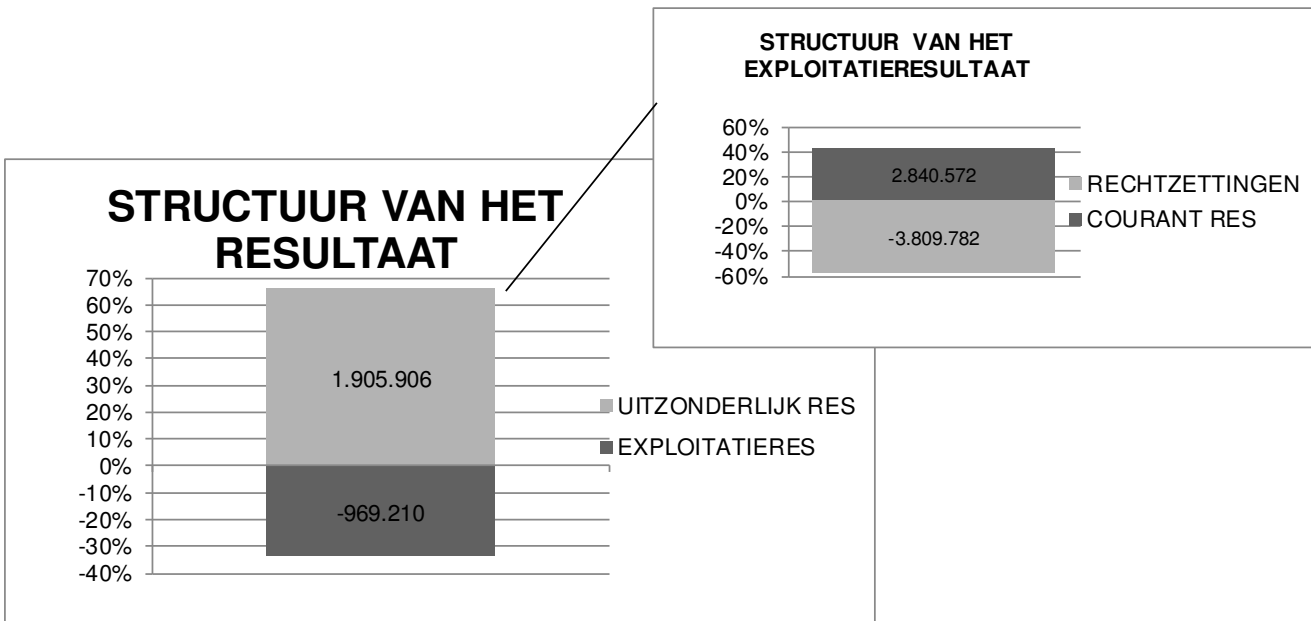 STRUCTUUR VAN HET
EXPLOITATIERESULTAAT
60%
40%
20%
0%
-20%
-40%
-60%
2.840.572
-3.809.782
RECHTZETTINGEN
COURANT RES
STRUCTUUR VAN HET
RESULTAAT
70%
60%
50%
40%
30%
20%
10%
0%
-10%
-20%
-30%
-40%
1.905.906
-969.210
UITZONDERLIJK RES
EXPLOITATIERES